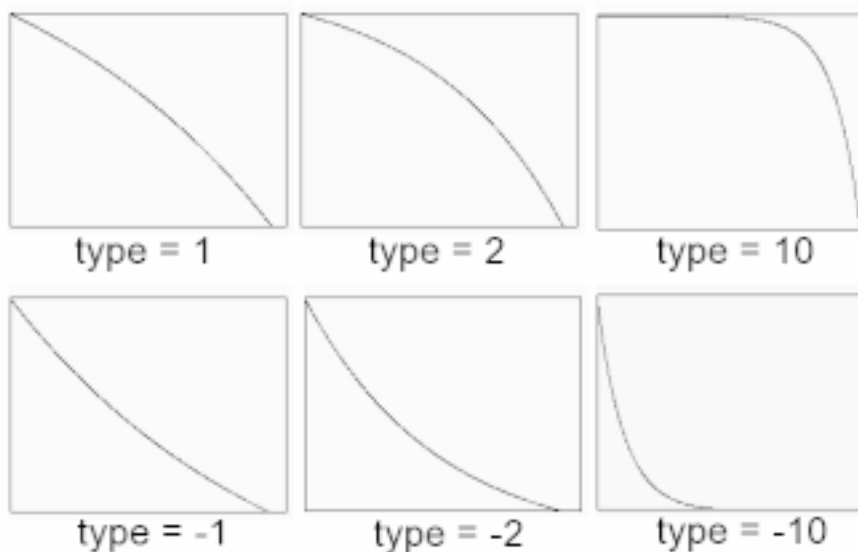 type = 1
type = 2
type = 10
type = -1
type = -2
type = -10